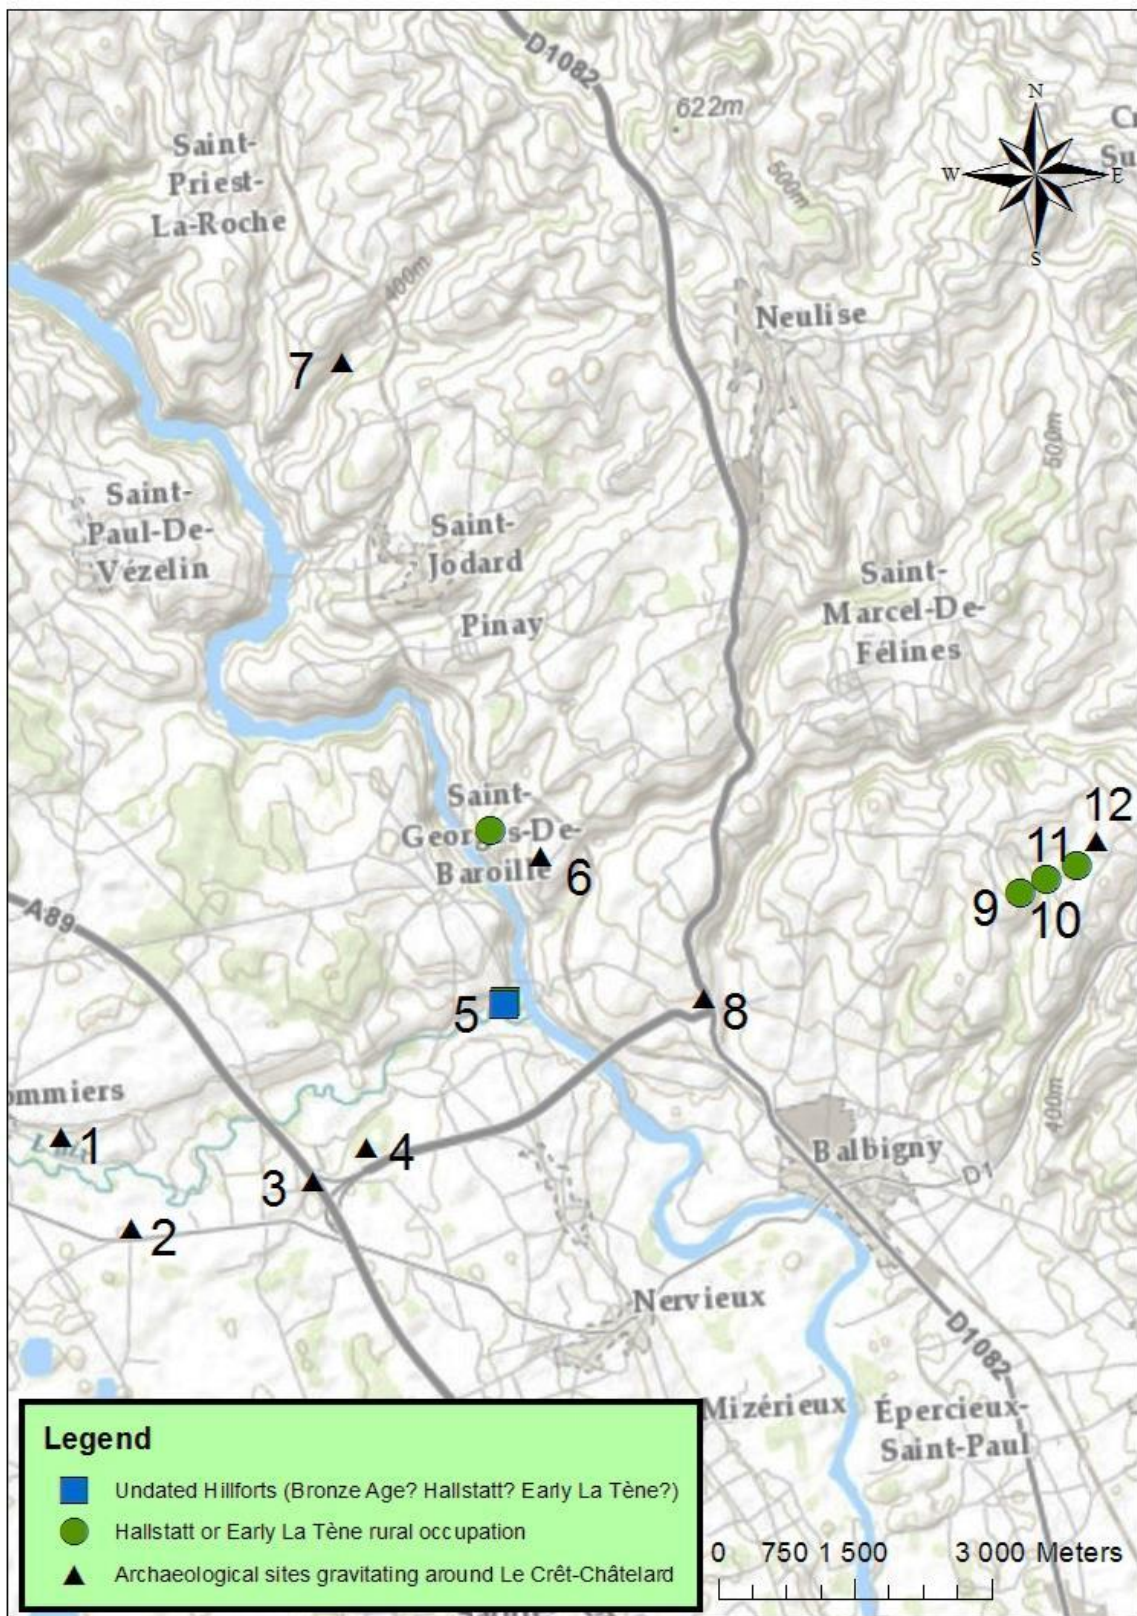 D1082
622m
N
W
E
S
Saint-
Priest-
La-Roche
500m
400m
Neulise
7
Saint-
Paul-De-
Vézelin
Saint-
Jodard
500m
Pinay
Saint-
Marcel-De-
Félines
Saint-
Georges-De-
Baroille
6
12
11
9
10
A89
5
8
ommiers
1
4
3
2
400m
Balbigny
D1
Nervieux
D1082
Mizérieux
Épercieux-
Saint-Paul
Legend
Undated Hillforts (Bronze Age? Hallstatt? Early La Tène?)
Hallstatt or Early La Tène rural occupation
Archaeological sites gravitating around Le Crêt-Châtelard
0 750 1 500 3 000 Meters